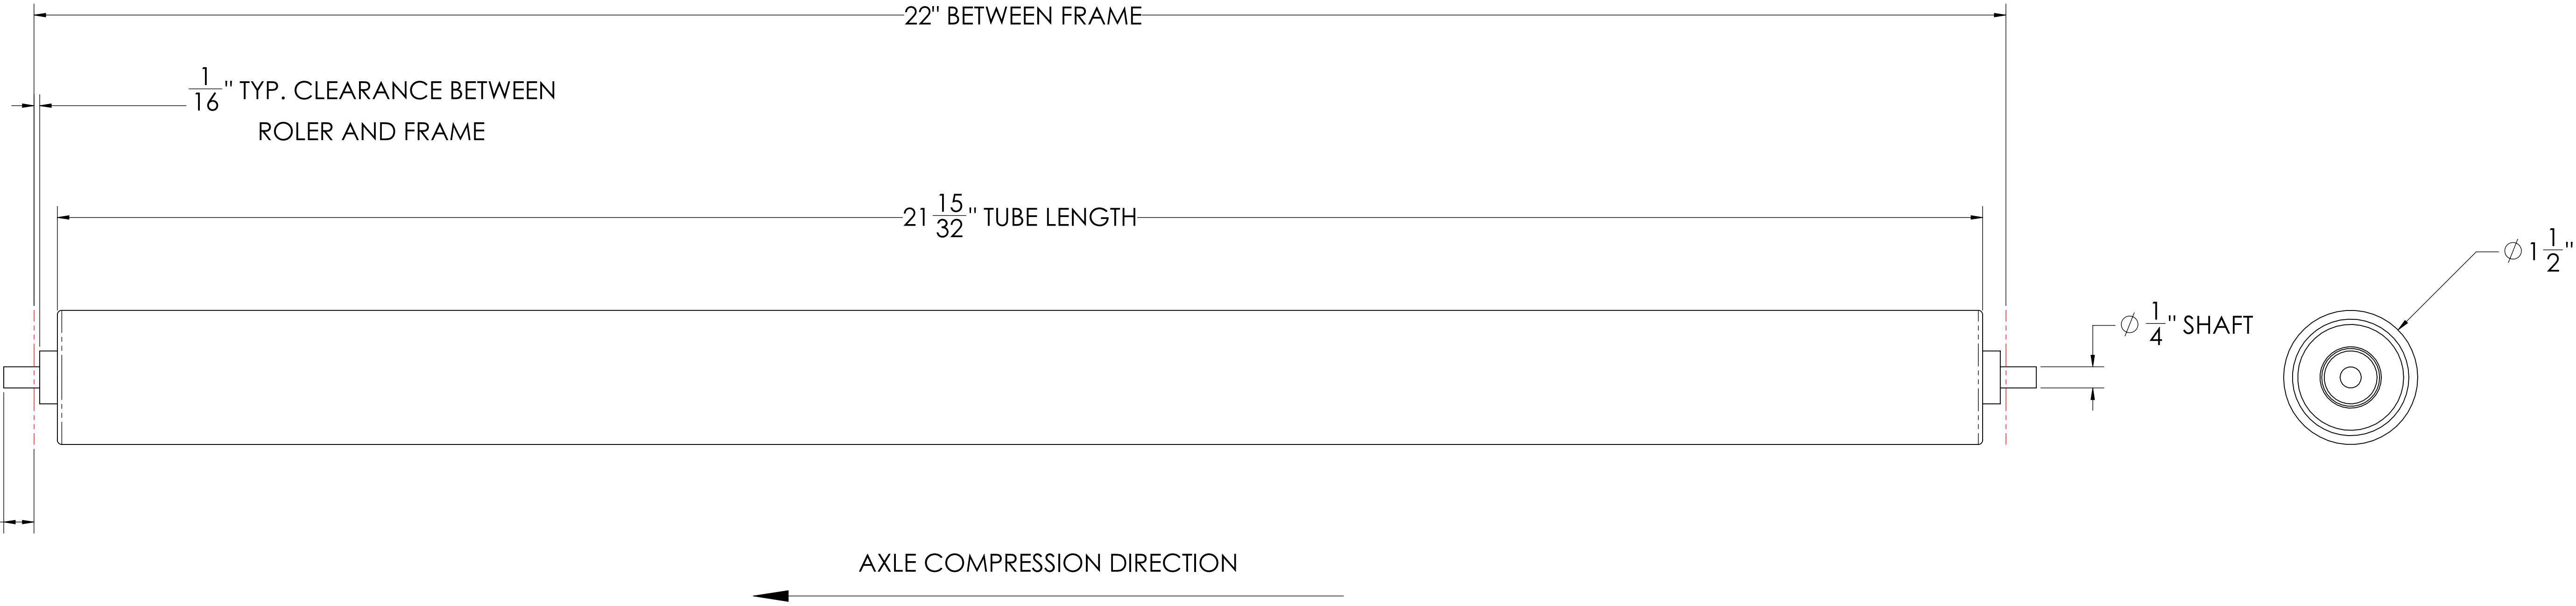 22" BETWEEN FRAME
1/16" TYP. CLEARANCE BETWEEN
ROLER AND FRAME
21 15/32" TUBE LENGTH
∅ 1 1/2"
∅ 1/4" SHAFT
AXLE COMPRESSION DIRECTION